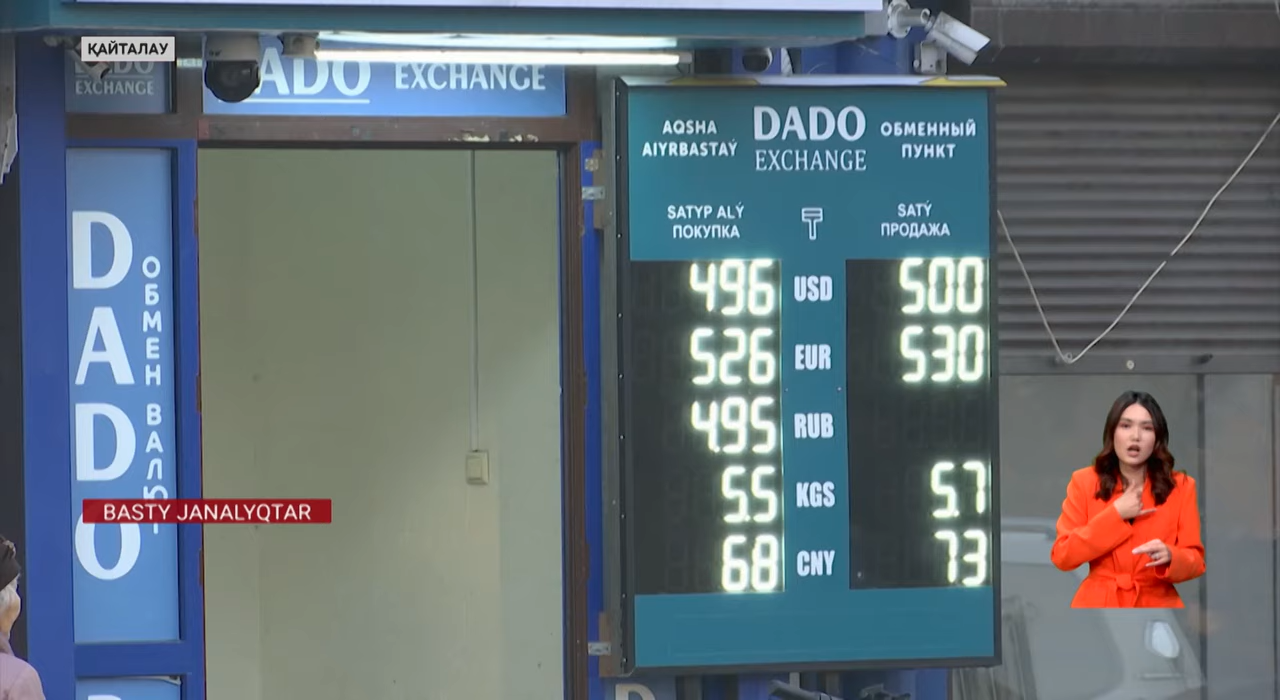 ҚАЙТАЛАУ
DADO
EXCHANGE
DADO EXCHANGE
AQSHA
AIYRBASTAÝ
DADO
EXCHANGE
ОБМЕННЫЙ
ПУНКТ
SATYP ALÝ
ПОКУПКА
SATÝ
ПРОДАЖА
496 USD 500
526 EUR 530
4.95 RUB
5.5 KGS 5.7
68 CNY 73
DADO
ОБМЕН ВАЛЮТ
BASTY JANALYQTAR